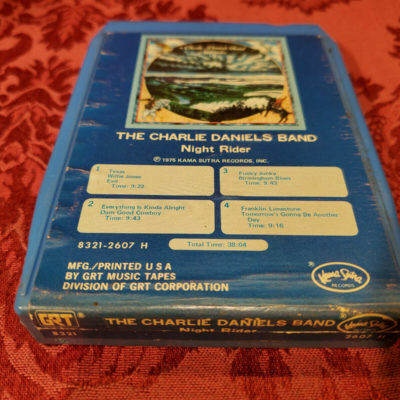 THE CHARLIE DANIELS BAND
Night Rider
Ⓟ 1975 KAMA SUTRA RECORDS, INC.
1
Texas
Willie Jones
Evil
Time: 9:22
3
Funky Junky
Birmingham Blues
Time: 9:43
2
Everything Is Kinda Alright
Damn Good Cowboy
Time: 9:43
4
Franklin Limestone
Tomorrow's Gonna Be Another
Day
Time: 9:16
8321-2607 H
Total Time: 38:04
MFG./PRINTED U S A
BY GRT MUSIC TAPES
DIVISION OF GRT CORPORATION
Kama Sutra
RECORDS
GRT
8321
THE CHARLIE DANIELS BAND
Night Rider
Kama Sutra
RECORDS
2607 H